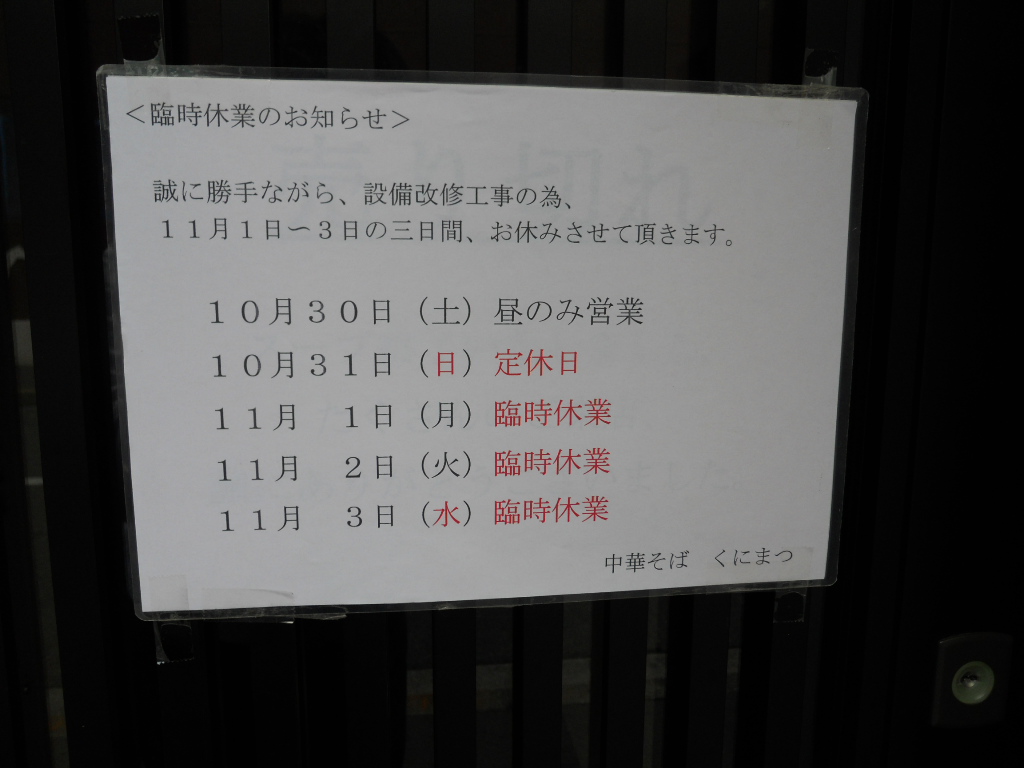 ＜臨時休業のお知らせ＞
誠に勝手ながら、設備改修工事の為、
１１月１日～３日の三日間、お休みさせて頂きます。
１０月３０日（土）昼のみ営業
１０月３１日（日）定休日
１１月　１日（月）臨時休業
１１月　２日（火）臨時休業
１１月　３日（水）臨時休業
中華そば　くにまつ
売り切れ